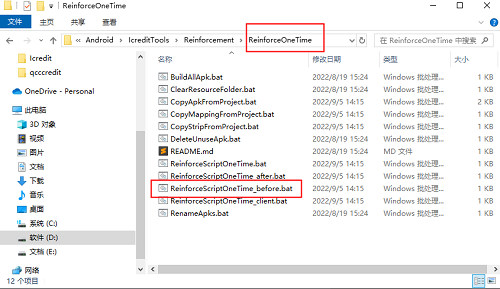 ReinforceOneTime
文件 主页 共享 查看
Android IcreditTools Reinforcement ReinforceOneTime
在 ReinforceOneTime 中搜索
Icredit
qcccredit
OneDrive - Personal
此电脑
3D 对象
视频
图片
文档
下载
音乐
桌面
系统 (C:)
软件 (D:)
文档 (E:)
网络
名称 修改日期 类型 大小
BuildAllApk.bat 2022/8/19 15:24 Windows 批处理... 1 KB
ClearResourceFolder.bat 2022/8/19 15:24 Windows 批处理... 1 KB
CopyApkFromProject.bat 2022/9/5 14:15 Windows 批处理... 2 KB
CopyMappingFromProject.bat 2022/9/5 14:15 Windows 批处理... 1 KB
CopyStripFromProject.bat 2022/9/5 14:15 Windows 批处理... 1 KB
DeleteUnuseApk.bat 2022/8/19 15:24 Windows 批处理... 1 KB
README.md 2022/8/19 15:24 MD 文件 1 KB
ReinforceScriptOneTime.bat 2022/9/5 14:15 Windows 批处理... 1 KB
ReinforceScriptOneTime_after.bat 2022/9/5 14:15 Windows 批处理... 1 KB
ReinforceScriptOneTime_before.bat 2022/9/5 14:15 Windows 批处理... 1 KB
ReinforceScriptOneTime_client.bat 2022/9/5 14:15 Windows 批处理... 1 KB
RenameApks.bat 2022/8/19 15:24 Windows 批处理... 1 KB
12 个项目